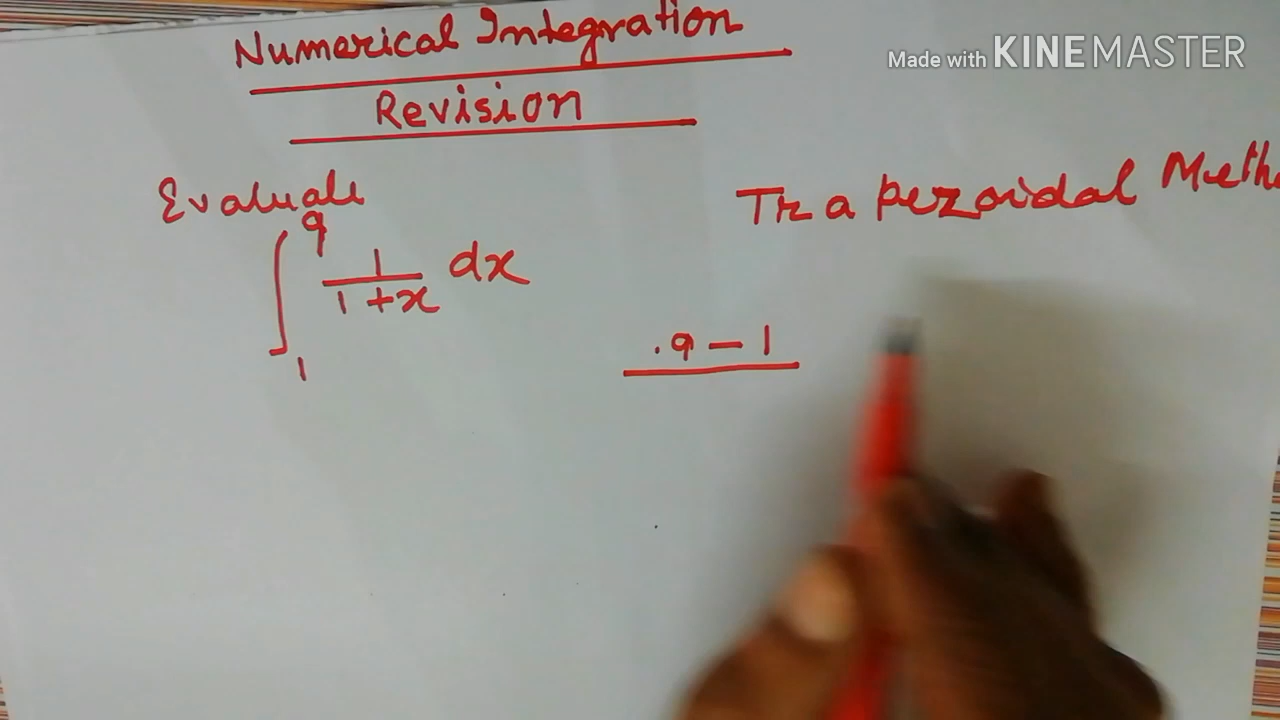 Numerical Integration
Made with KINEMASTER
Revision
Evaluate
Trapezoidal Meth
∫ 9 1 1/1+x dx
.9 – 1